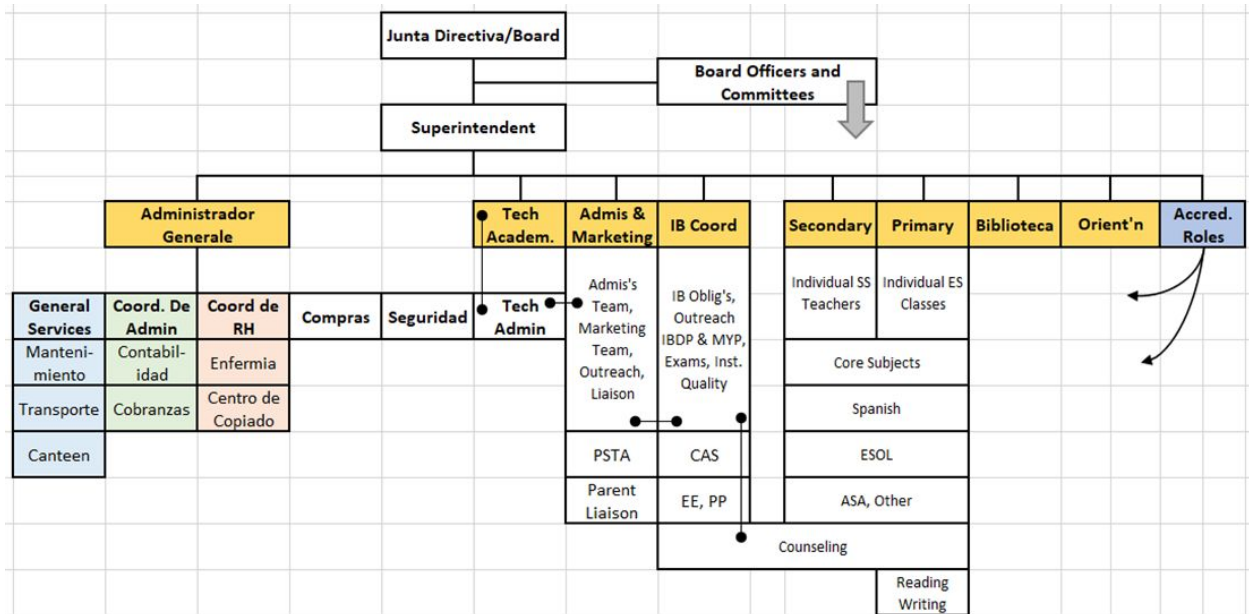 Junta Directiva/Board
Board Officers and
Committees
Superintendent
Administrador
Generale
Tech
Academ.
Admis &
Marketing
IB Coord
Secondary
Primary
Biblioteca
Orient'n
Accred.
Roles
General
Services
Coord. De
Admin
Coord de
RH
Compras
Seguridad
Tech
Admin
Admis's
Team,
Marketing
Team,
Outreach,
Liaison
IB Oblig's,
Outreach
IBDP & MYP,
Exams, Inst.
Quality
Individual SS
Teachers
Individual ES
Classes
Manteni-
miento
Contabil-
idad
Enfermia
Core Subjects
Transporte
Cobranzas
Centro de
Copiado
Spanish
Canteen
PSTA
CAS
ESOL
Parent
Liaison
EE, PP
ASA, Other
Counseling
Reading
Writing